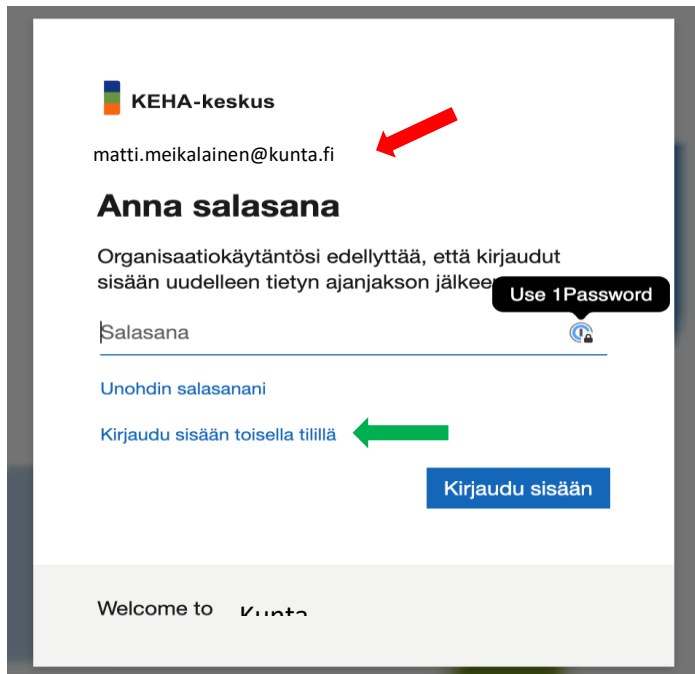 KEHA-keskus
matti.meikalainen@kunta.fi
Anna salasana
Organisaatiokäytäntösi edellyttää, että kirjaudut
sisään uudelleen tietyn ajanjakson jälkeen
Use 1Password
Salasana
Unohdin salasanani
Kirjaudu sisään toisella tilillä
Kirjaudu sisään
Welcome to Kunta